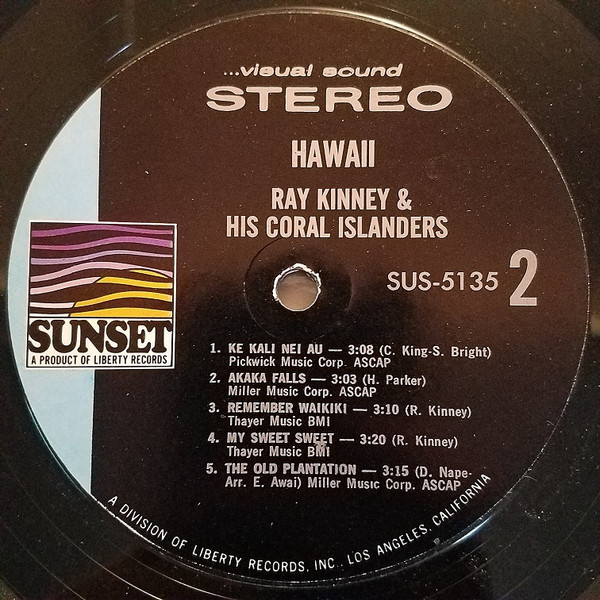 ...visual sound
STEREO
HAWAII
RAY KINNEY &
HIS CORAL ISLANDERS
SUS-5135 2
SUNSET
A PRODUCT OF LIBERTY RECORDS
1. KE KALI NEI AU — 3:08 (C. King-S. Bright)
Pickwick Music Corp. ASCAP
2. AKAKA FALLS — 3:03 (H. Parker)
Miller Music Corp. ASCAP
3. REMEMBER WAIKIKI — 3:10 (R. Kinney)
Thayer Music BMI
4. MY SWEET SWEET — 3:20 (R. Kinney)
Thayer Music BMI
5. THE OLD PLANTATION — 3:15 (D. Nape-
Arr. E. Awai) Miller Music Corp. ASCAP
A DIVISION OF LIBERTY RECORDS, INC., LOS ANGELES, CALIFORNIA